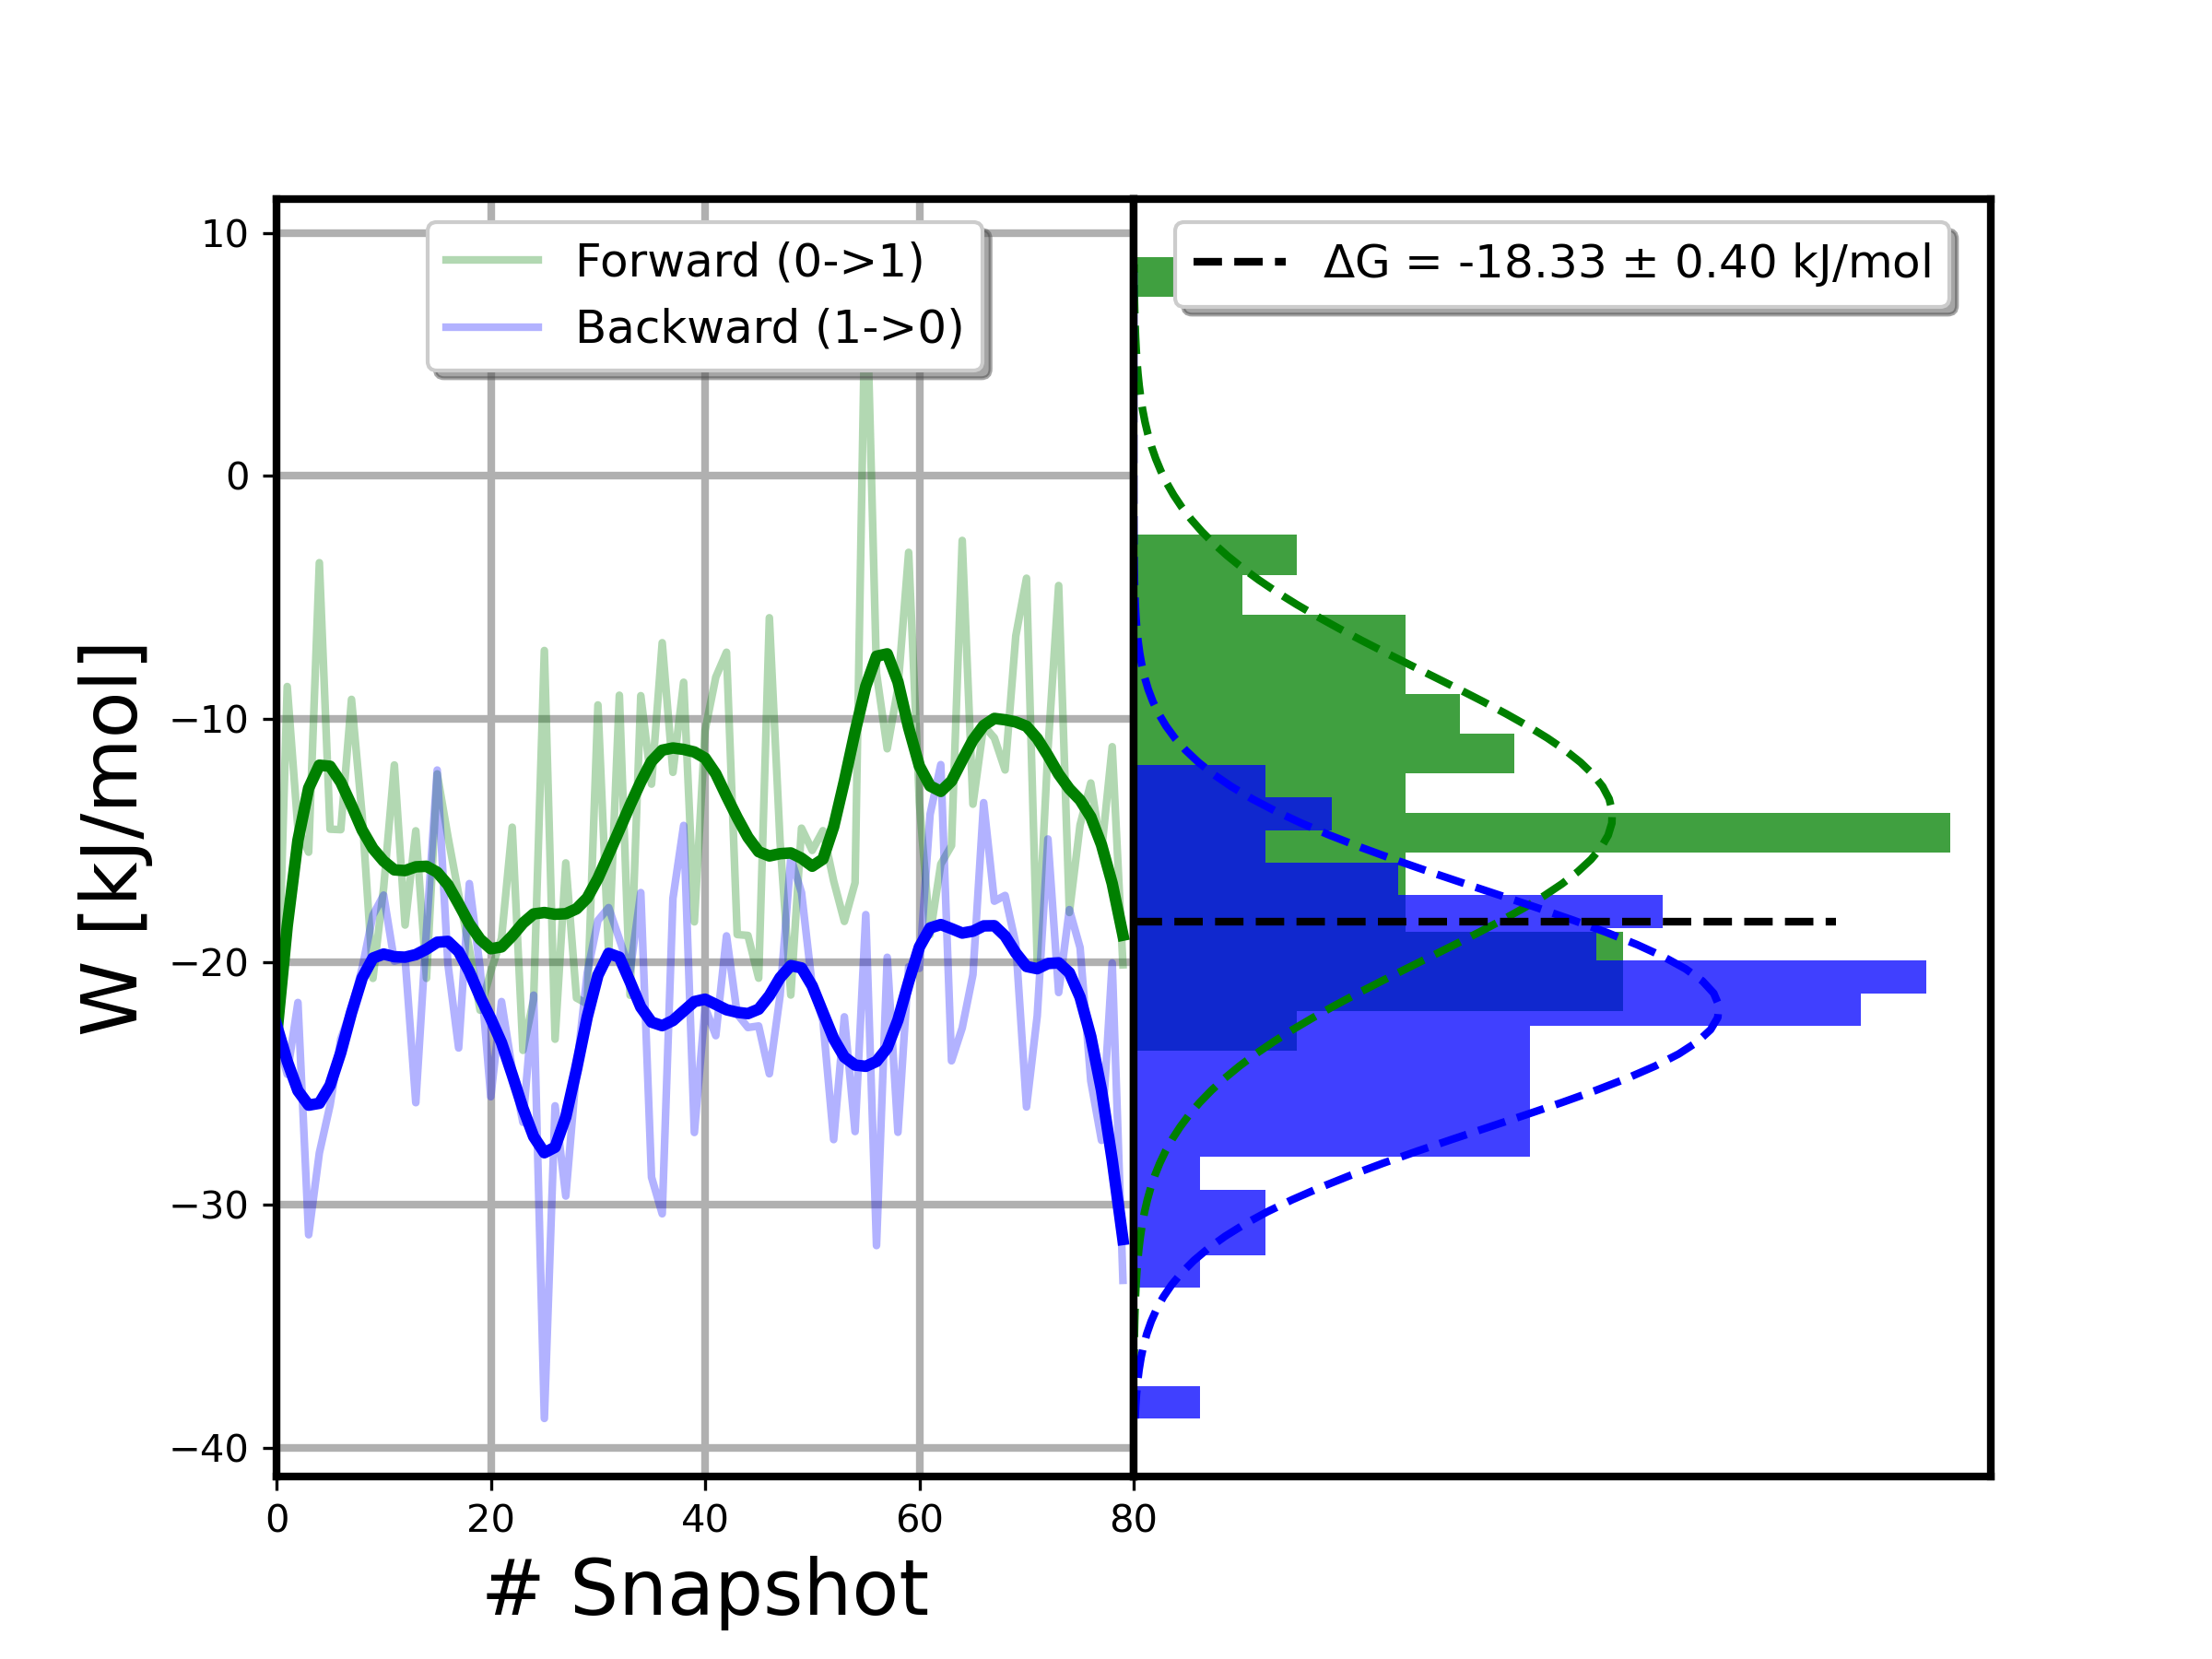 Forward (0->1)
Backward (1->0)
ΔG = -18.33 ± 0.40 kJ/mol
W [kJ/mol]
10
0
−10
−20
−30
−40
0 20 40 60 80
# Snapshot